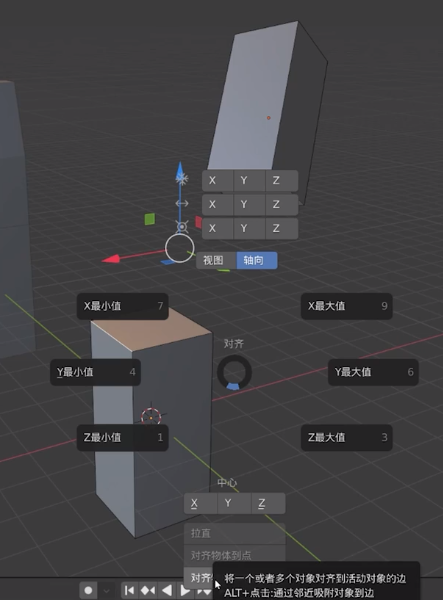 X Y Z
X Y Z
X Y Z
视图 轴向
X最小值 7
X最大值 9
对齐
Y最小值 4
Y最大值 6
Z最小值 1
Z最大值 3
中心
X Y Z
拉直
对齐物体到点
对齐
将一个或者多个对象对齐到活动对象的边
ALT+点击:通过邻近吸附对象到边